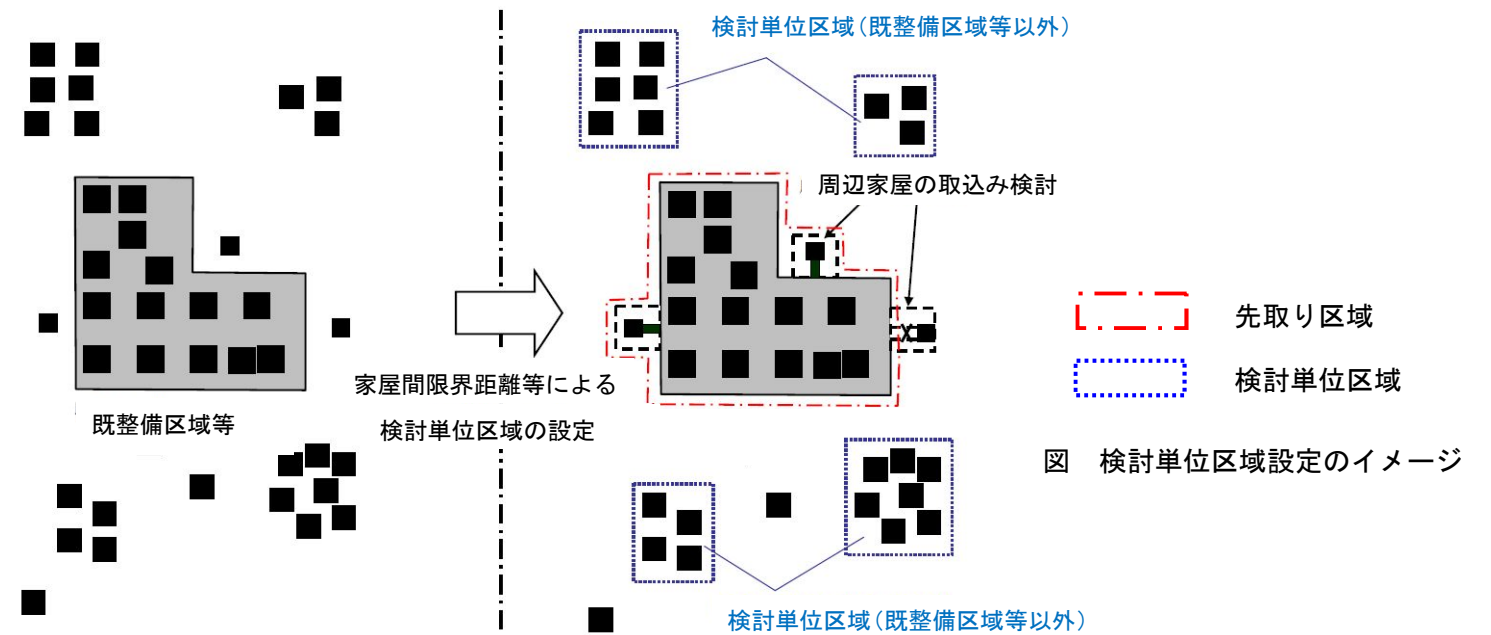 検討単位区域（既整備区域等以外）
周辺家屋の取込み検討
X
家屋間限界距離等による
検討単位区域の設定
既整備区域等
先取り区域
検討単位区域
図　検討単位区域設定のイメージ
検討単位区域（既整備区域等以外）